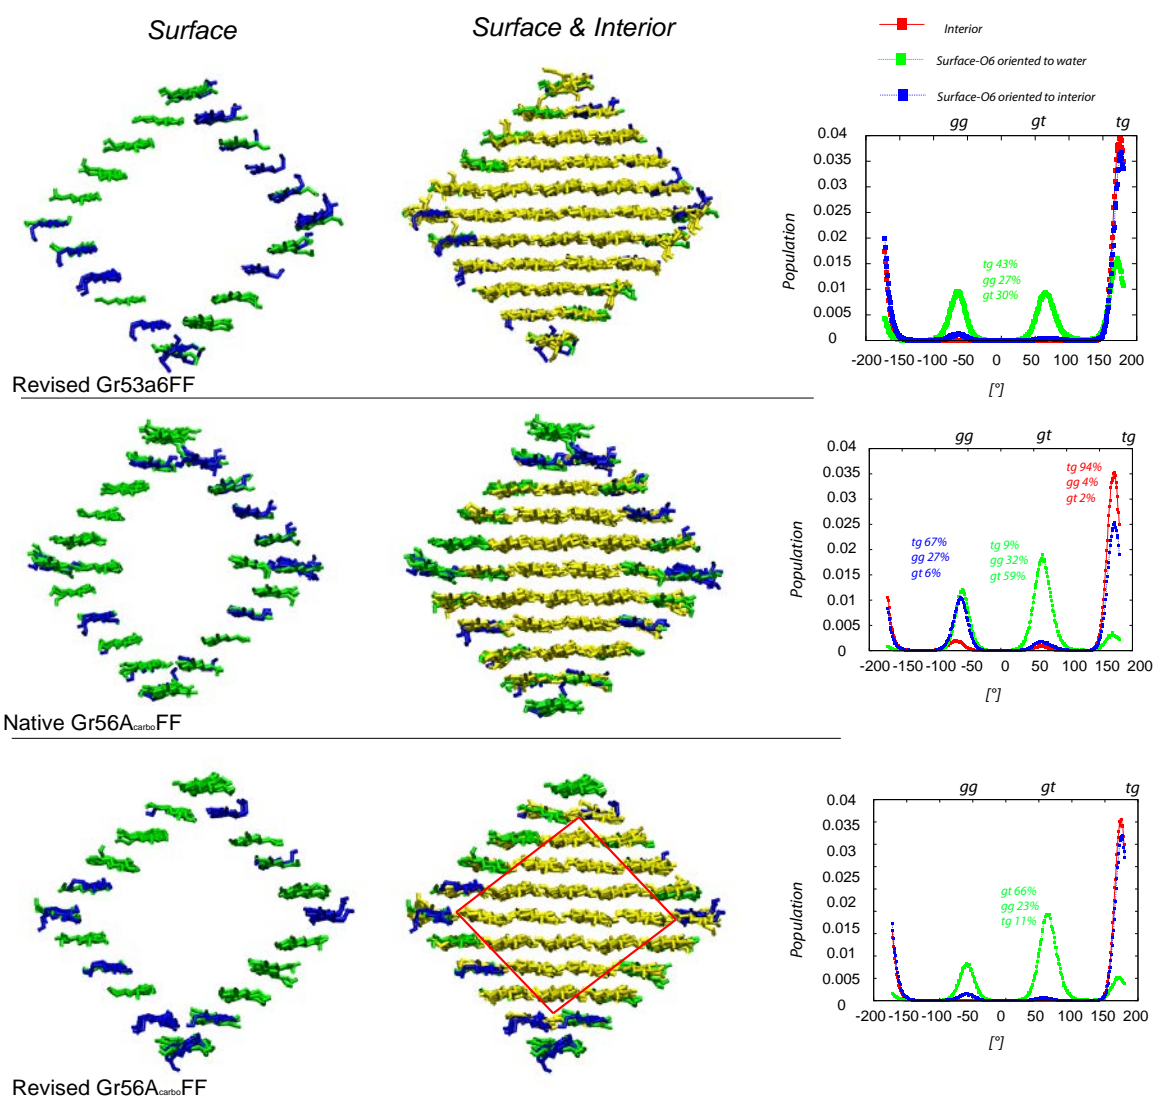 Surface
Surface & Interior
Interior
Surface-O6 oriented to water
Surface-O6 oriented to interior
gg gt tg
0.04
0.035
0.03
0.025
0.02
0.015
0.01
0.005
0
Population
tg 43%
gg 27%
gt 30%
-200 -150 -100 -50 0 50 100 150 200
[°]
Revised Gr53a6FF
gg gt tg
0.04
0.035
0.03
0.025
0.02
0.015
0.01
0.005
0
Population
tg 94%
gg 4%
gt 2%
tg 67%
gg 27%
gt 6%
tg 9%
gg 32%
gt 59%
-200 -150 -100 -50 0 50 100 150 200
[°]
Native Gr56AcarboFF
gg gt tg
0.04
0.035
0.03
0.025
0.02
0.015
0.01
0.005
0
Population
gt 66%
gg 23%
tg 11%
-200 -150 -100 -50 0 50 100 150 200
[°]
Revised Gr56AcarboFF